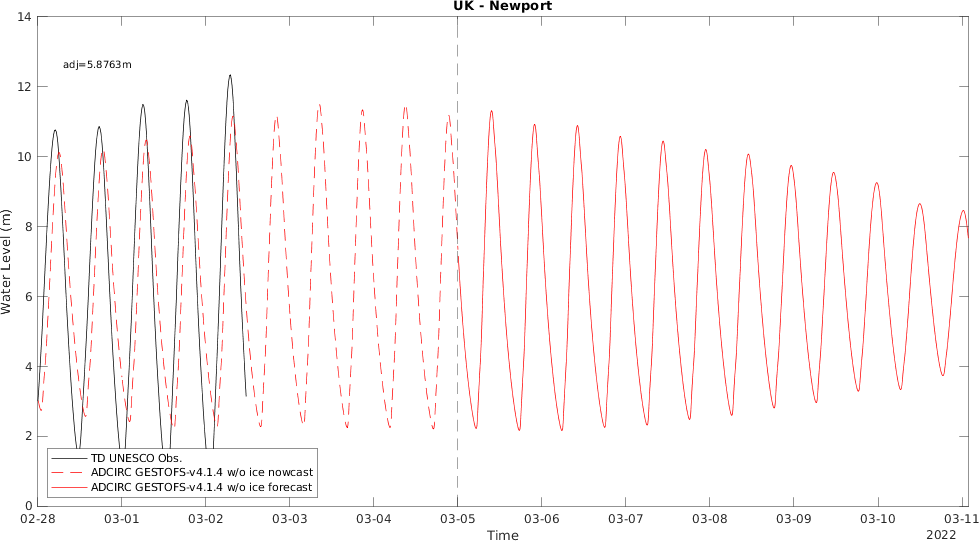 UK - Newport
14
adj=5.8763m
12
10
8
6
4
2
0
Water Level (m)
TD UNESCO Obs.
ADCIRC GESTOFS-v4.1.4 w/o ice nowcast
ADCIRC GESTOFS-v4.1.4 w/o ice forecast
02-28 03-01 03-02 03-03 03-04 03-05 03-06 03-07 03-08 03-09 03-10 03-11
Time
2022